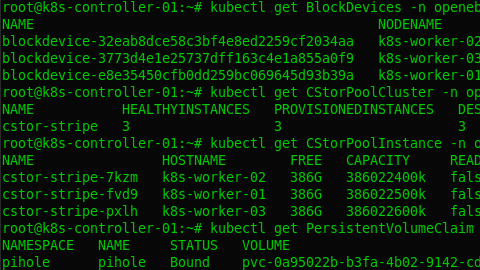 root@k8s-controller-01:~# kubectl get BlockDevices -n openeb
NAME NODENAME
blockdevice-32eab8dce58c3bf4e8ed2259cf2034aa k8s-worker-02
blockdevice-3773d4e1e25737dff163c4e1a855a0f9 k8s-worker-03
blockdevice-e8e35450cfb0dd259bc069645d93b39a k8s-worker-01
root@k8s-controller-01:~# kubectl get CStorPoolCluster -n op
NAME HEALTHYINSTANCES PROVISIONEDINSTANCES DES
cstor-stripe 3 3 3
root@k8s-controller-01:~# kubectl get CStorPoolInstance -n o
NAME HOSTNAME FREE CAPACITY READ
cstor-stripe-7kzm k8s-worker-02 386G 386022400k fals
cstor-stripe-fvd9 k8s-worker-01 386G 386022500k fals
cstor-stripe-pxlh k8s-worker-03 386G 386022600k fals
root@k8s-controller-01:~# kubectl get PersistentVolumeClaim
NAMESPACE NAME STATUS VOLUME
pihole pihole Bound pvc-0a95022b-b3fa-4b02-9142-cd